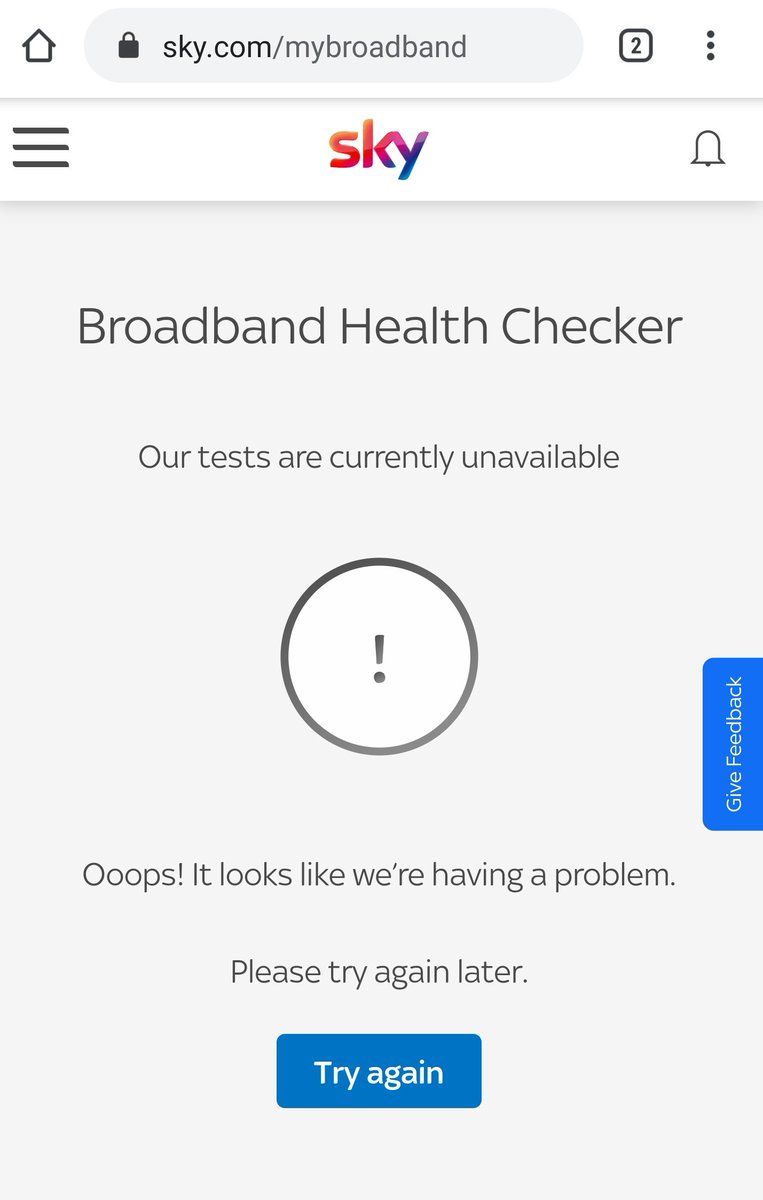 sky.com/mybroadband
2
sky
Broadband Health Checker
Our tests are currently unavailable
!
Give Feedback
Ooops! It looks like we’re having a problem.
Please try again later.
Try again